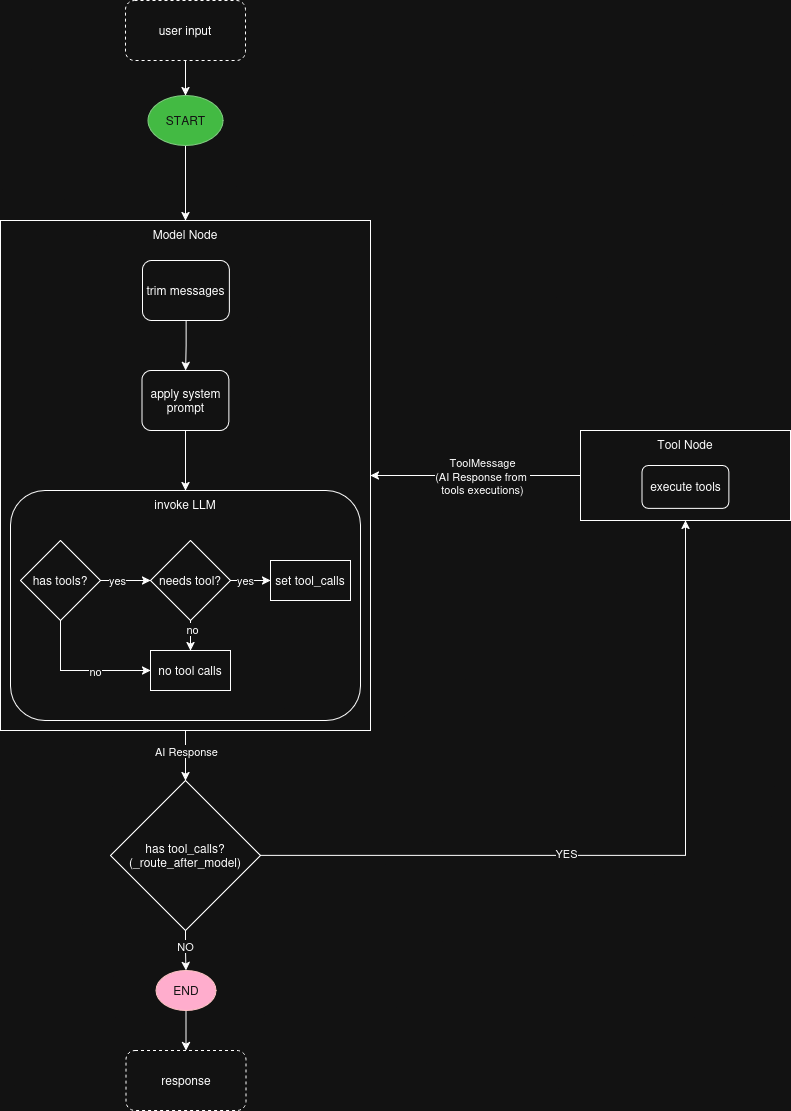 user input
START
Model Node
trim messages
apply system
prompt
invoke LLM
has tools?
yes
needs tool?
yes
set tool_calls
no
no tool calls
no
ToolMessage
(AI Response from
tools executions)
Tool Node
execute tools
AI Response
has tool_calls?
(_route_after_model)
YES
NO
END
response